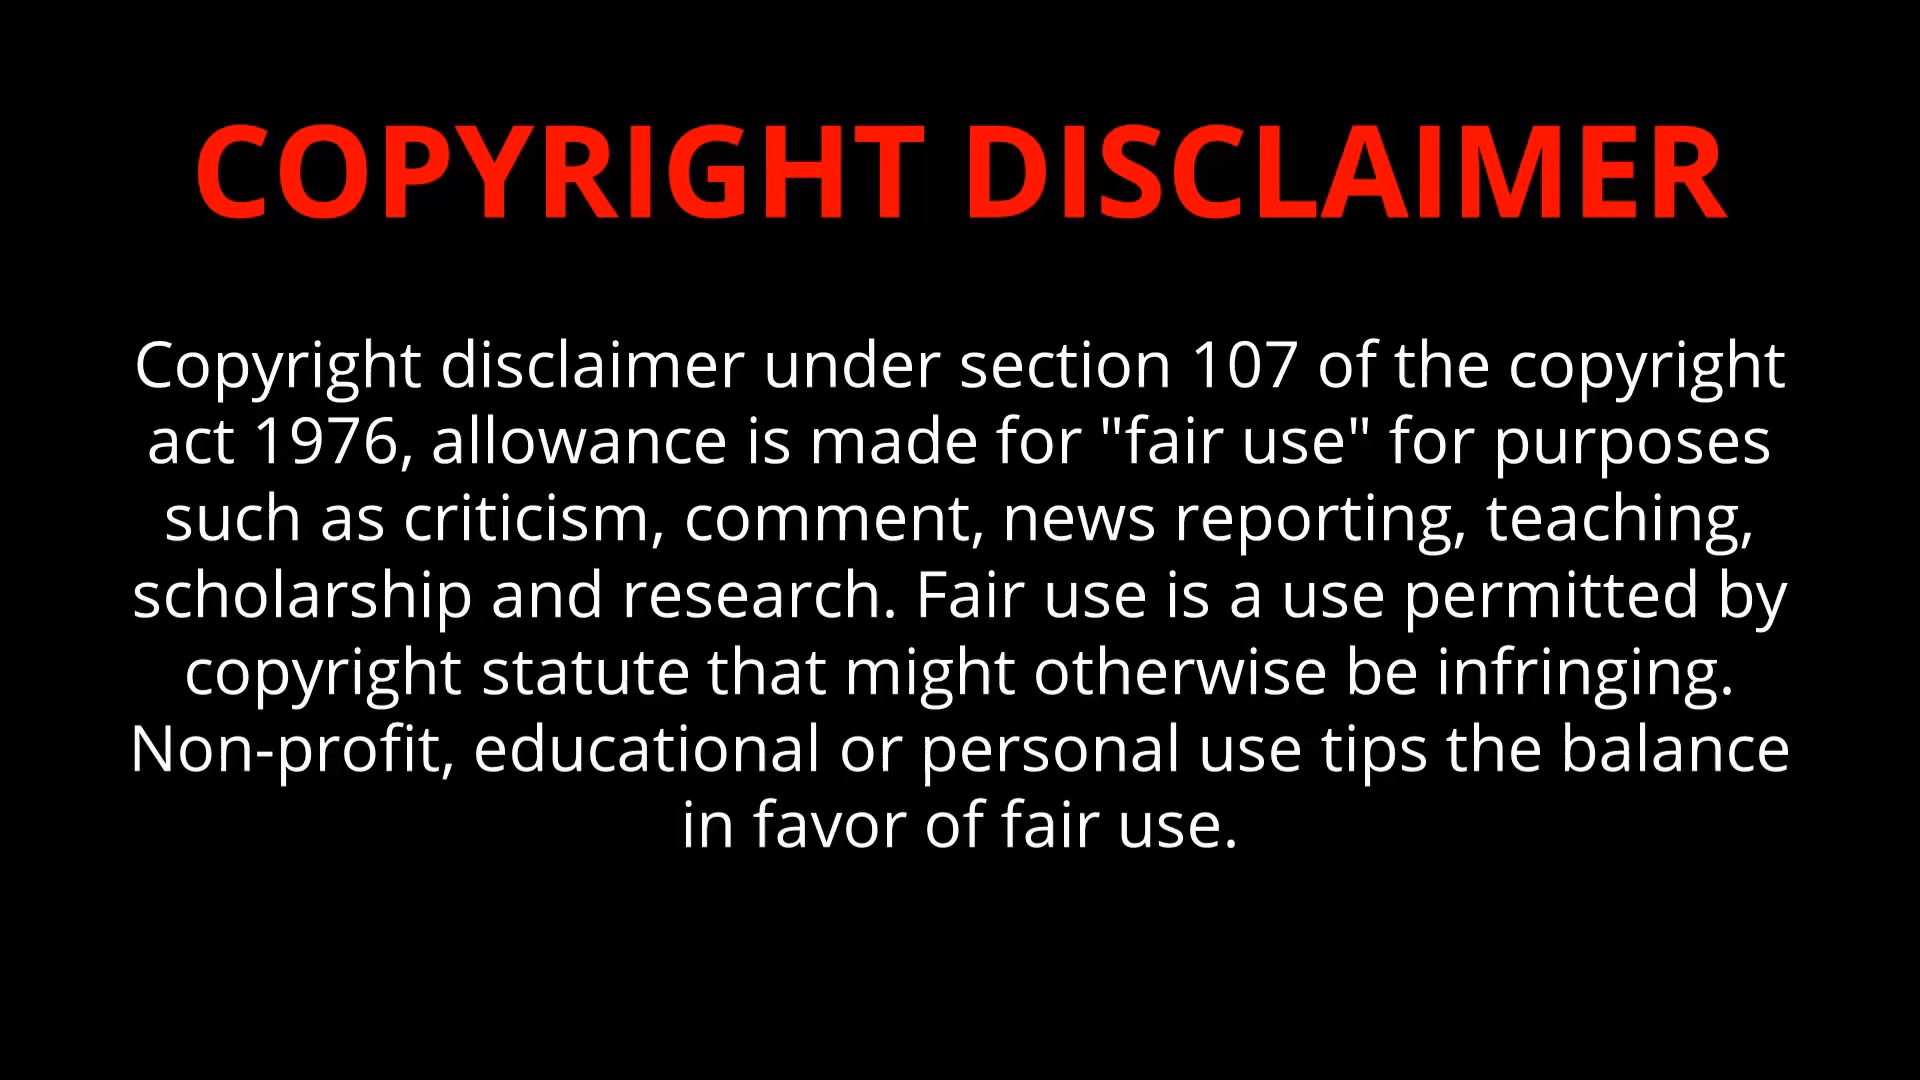 COPYRIGHT DISCLAIMER
Copyright disclaimer under section 107 of the copyright
act 1976, allowance is made for "fair use" for purposes
such as criticism, comment, news reporting, teaching,
scholarship and research. Fair use is a use permitted by
copyright statute that might otherwise be infringing.
Non-profit, educational or personal use tips the balance
in favor of fair use.